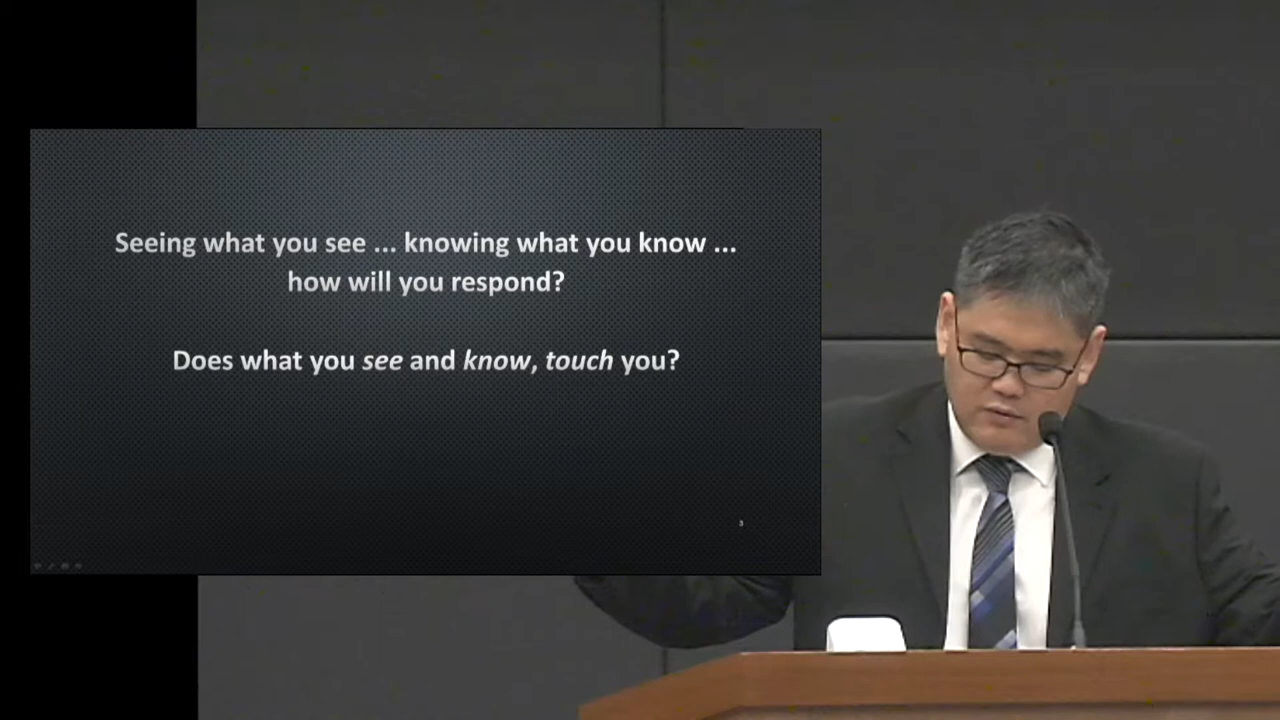 Seeing what you see ... knowing what you know ...
how will you respond?
Does what you see and know, touch you?
3